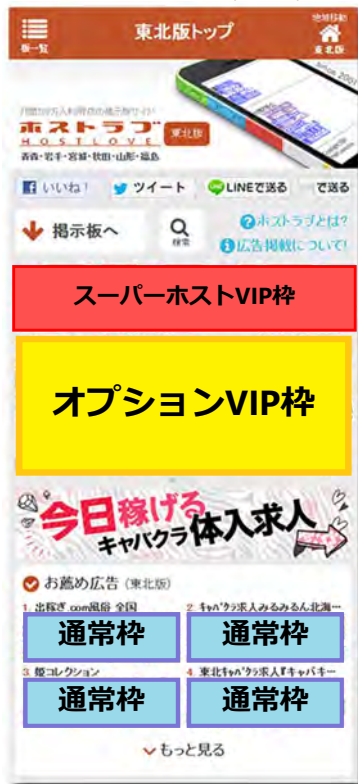 地域移動
板一覧
東北版トップ
東北版
since 2001
ホストラブ
東北版
HOSTLOVE
青森・岩手・宮城・秋田・山形・福島
いいね!
ツイート
LINEで送る
で送る
掲示板へ
検索
ホストラブとは?
広告掲載について!
スーパーホストVIP枠
オプションVIP枠
今日稼げる
キャバクラ体入求人
お薦め広告 (東北版)
1. 出稼ぎ.com風俗 全国
2. キャバクラ求人みるみるん北海…
通常枠
通常枠
3. 姫コレクション
4. 東北キャバクラ求人『キャバキー
通常枠
通常枠
もっと見る